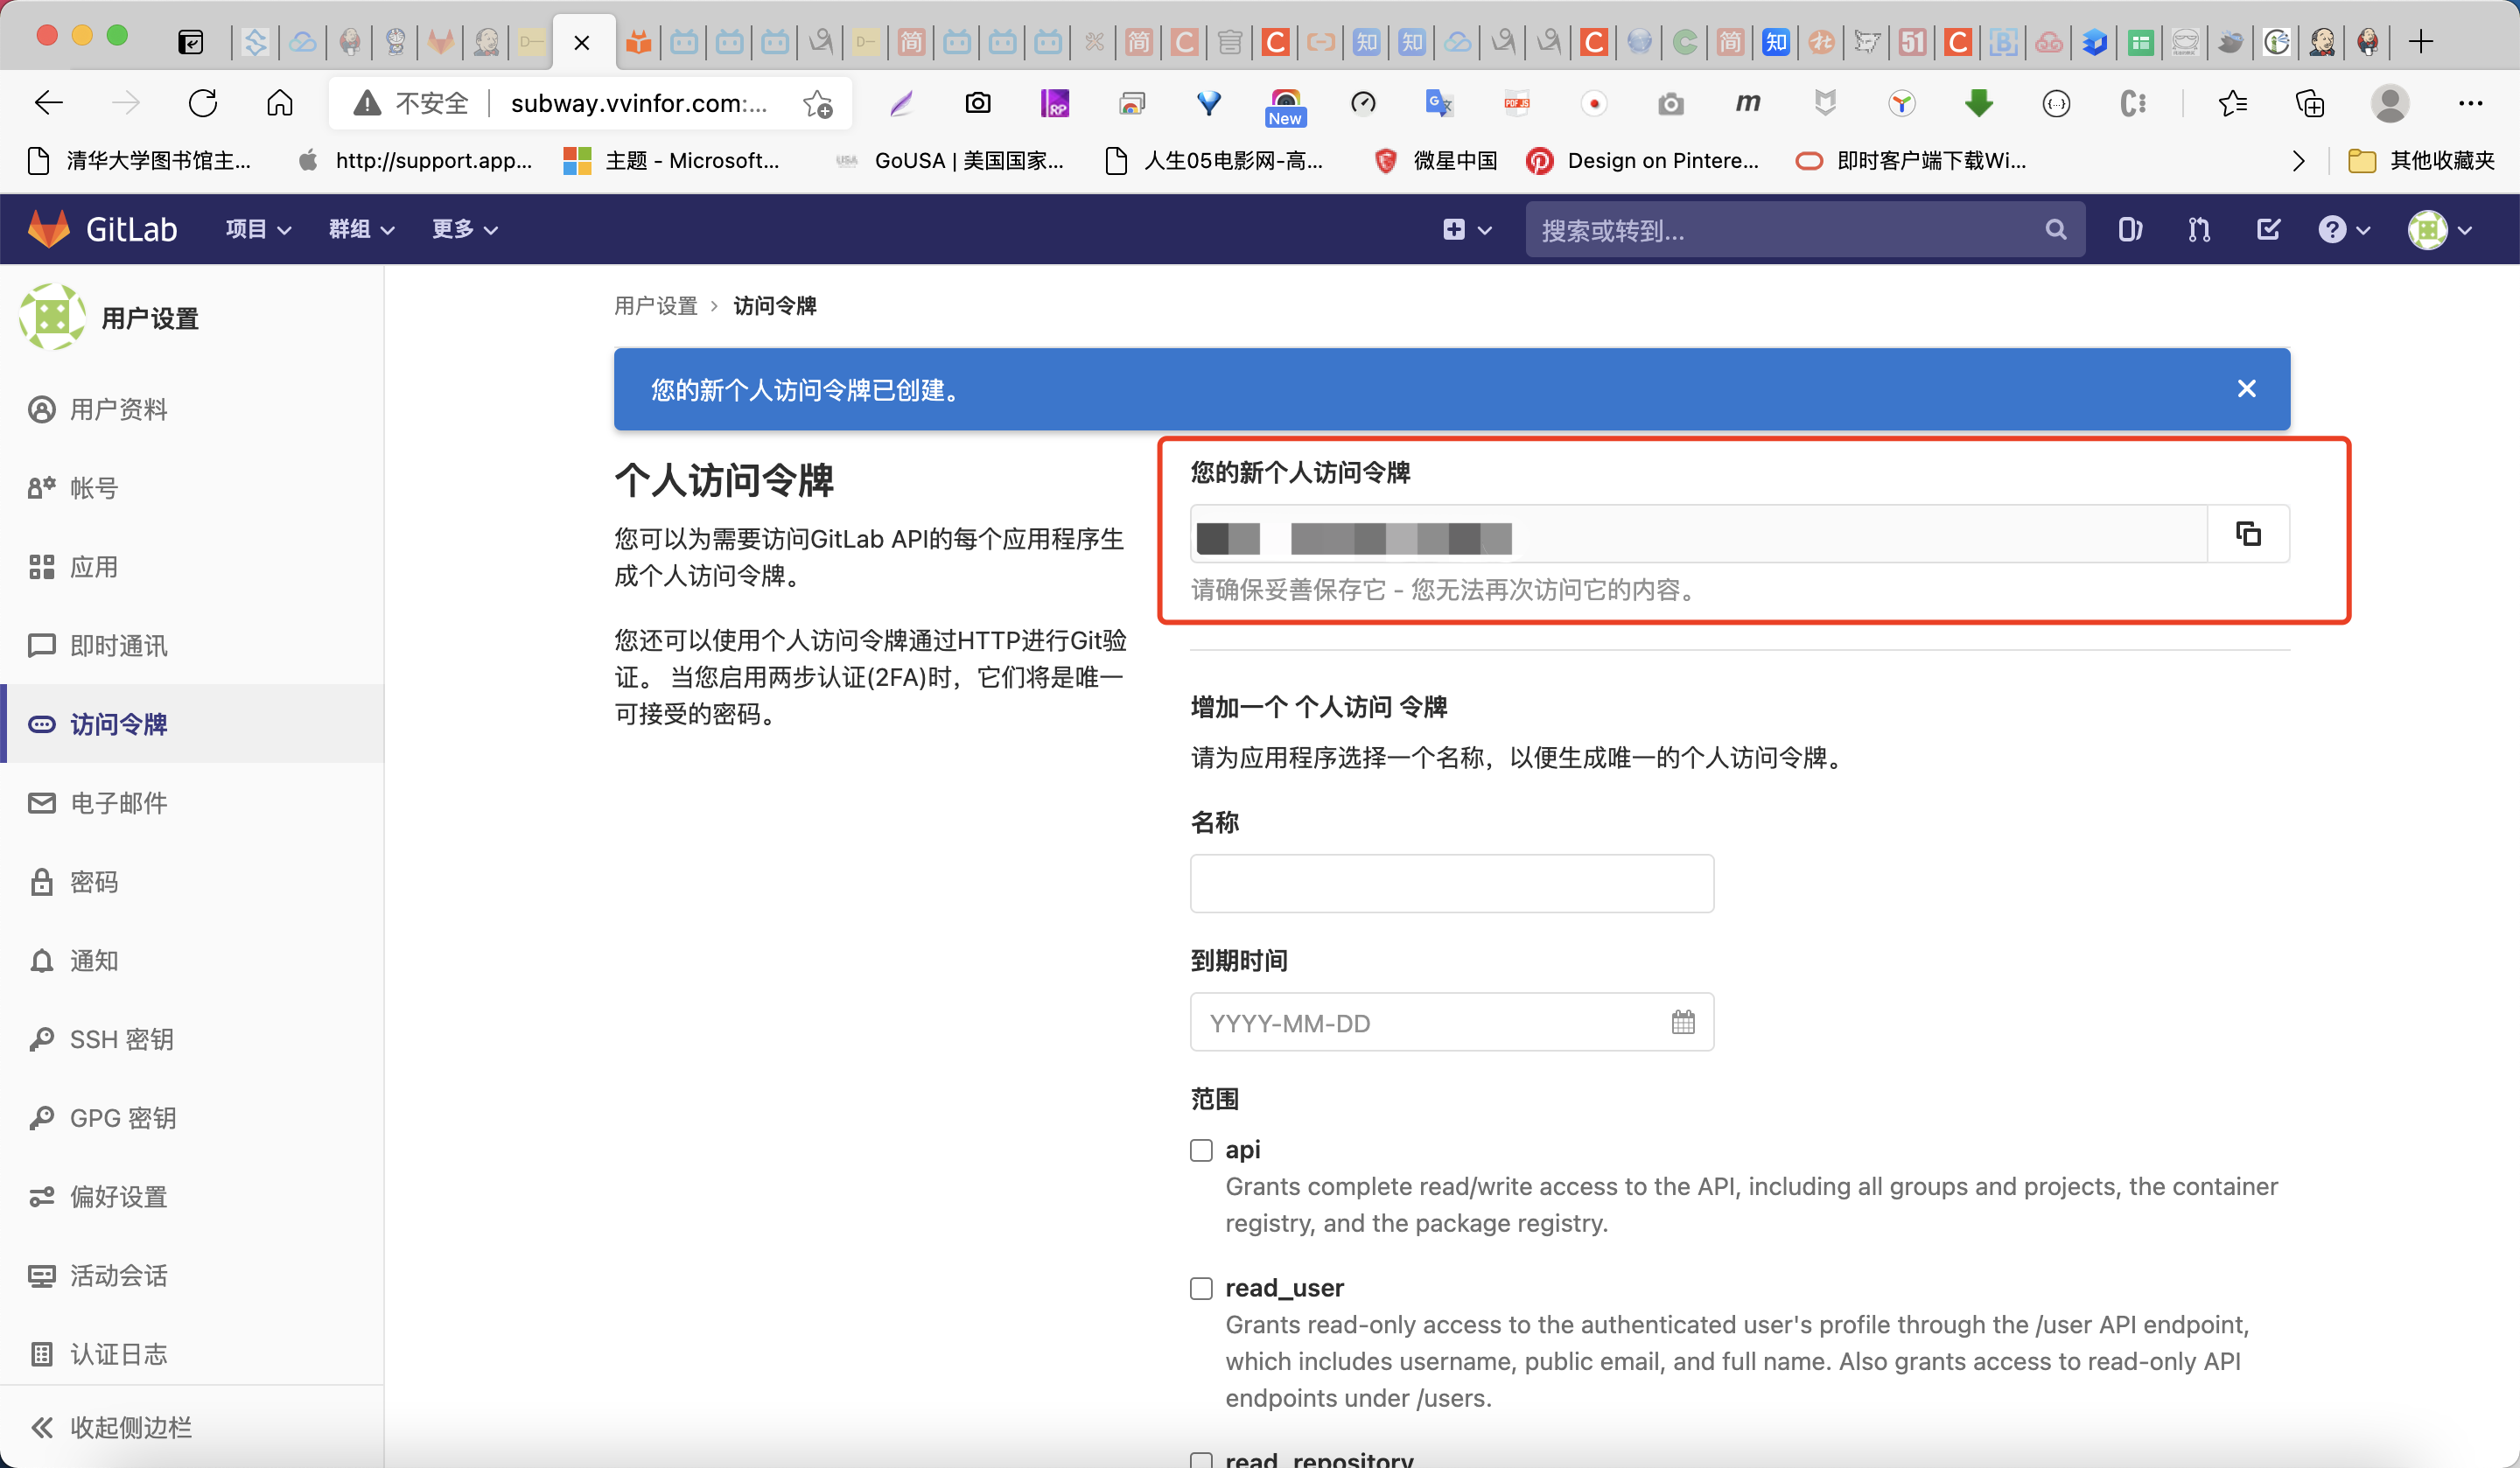 不安全
subway.vvinfor.com:...
New
清华大学图书馆主...
http://support.app...
主题 - Microsoft...
GoUSA | 美国国家...
人生05电影网-高...
微星中国
Design on Pintere...
即时客户端下载Wi...
其他收藏夹
GitLab
项目
群组
更多
搜索或转到...
用户设置
用户资料
帐号
应用
即时通讯
访问令牌
电子邮件
密码
通知
SSH 密钥
GPG 密钥
偏好设置
活动会话
认证日志
收起侧边栏
用户设置 > 访问令牌
您的新个人访问令牌已创建。
个人访问令牌
您可以为需要访问GitLab API的每个应用程序生
成个人访问令牌。
您还可以使用个人访问令牌通过HTTP进行Git验
证。 当您启用两步认证(2FA)时，它们将是唯一
可接受的密码。
您的新个人访问令牌
请确保妥善保存它 - 您无法再次访问它的内容。
增加一个 个人访问 令牌
请为应用程序选择一个名称，以便生成唯一的个人访问令牌。
名称
到期时间
YYYY-MM-DD
范围
api
Grants complete read/write access to the API, including all groups and projects, the container
registry, and the package registry.
read_user
Grants read-only access to the authenticated user's profile through the /user API endpoint,
which includes username, public email, and full name. Also grants access to read-only API
endpoints under /users.
read_repository